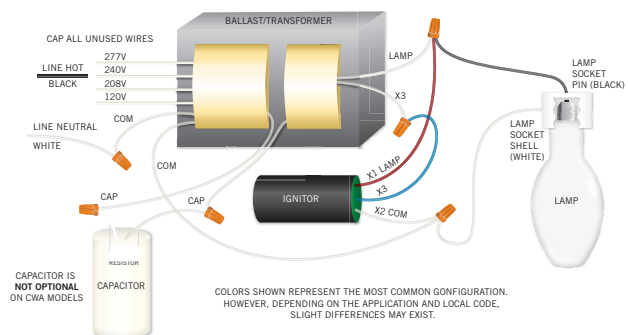 BALLAST/TRANSFORMER
CAP ALL UNUSED WIRES
277V
LINE HOT
240V
BLACK
208V
120V
COM
LINE NEUTRAL
WHITE
COM
LAMP
X3
LAMP
SOCKET
PIN (BLACK)
LAMP
SOCKET
SHELL
(WHITE)
X1 LAMP
X3
X2 COM
IGNITOR
LAMP
CAP
CAP
RESISTOR
CAPACITOR
CAPACITOR IS
NOT OPTIONAL
ON CWA MODELS
COLORS SHOWN REPRESENT THE MOST COMMON GONFIGURATION.
HOWEVER, DEPENDING ON THE APPLICATION AND LOCAL CODE,
SLIGHT DIFFERENCES MAY EXIST.